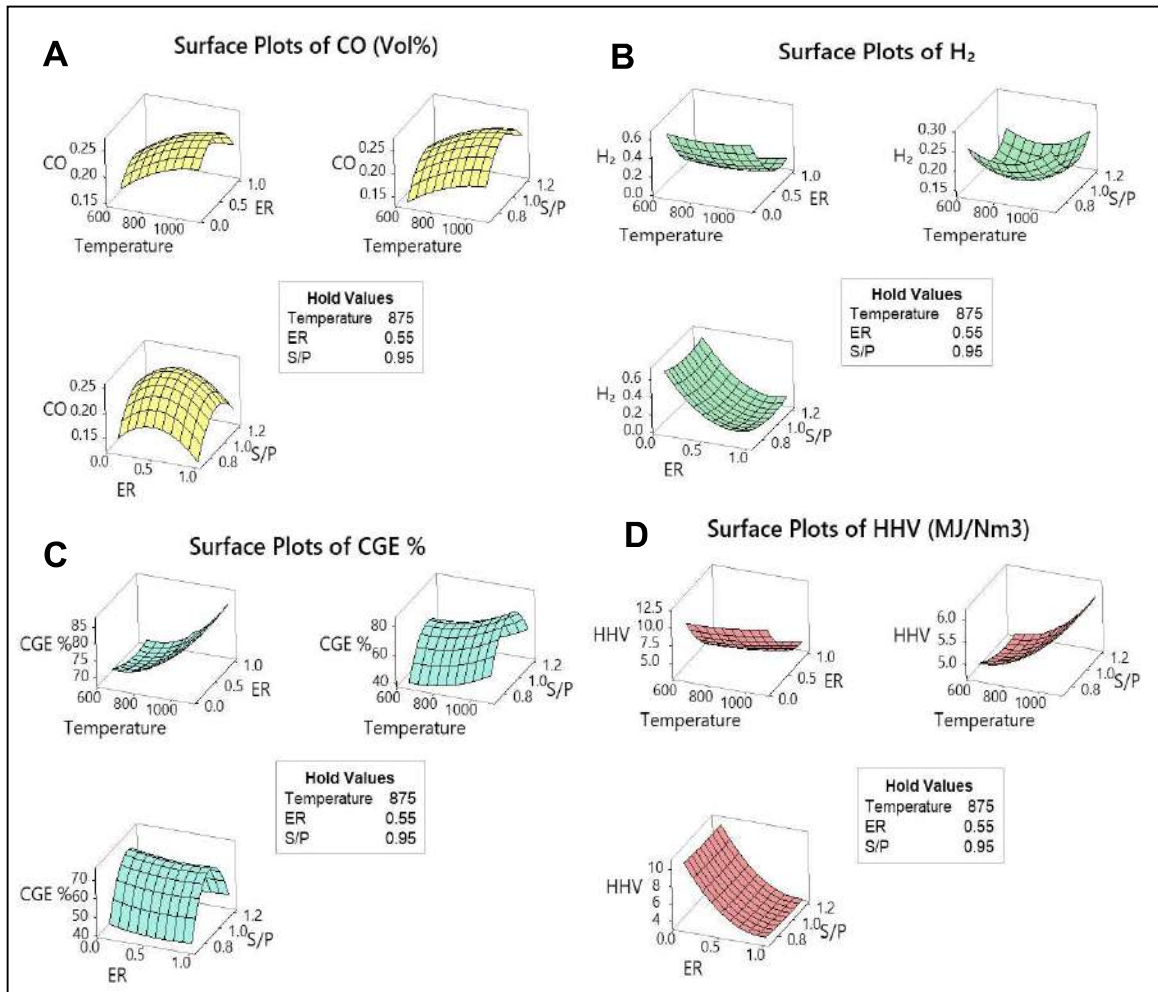 A
Surface Plots of CO (Vol%)
CO
0.25
0.20
0.15
600
800
1000
Temperature
0.0
0.5
1.0
ER
CO
0.25
0.20
0.15
600
800
1000
Temperature
0.8
1.0
1.2
S/P
Hold Values
Temperature 875
ER 0.55
S/P 0.95
CO
0.25
0.20
0.15
0.0
0.5
1.0
ER
0.8
1.0
1.2
S/P
B
Surface Plots of H₂
H₂
0.6
0.4
0.2
0.0
600
800
1000
Temperature
0.0
0.5
1.0
ER
H₂
0.30
0.25
0.20
0.15
600
800
1000
Temperature
0.8
1.0
1.2
S/P
Hold Values
Temperature 875
ER 0.55
S/P 0.95
H₂
0.6
0.4
0.2
0.0
0.0
0.5
1.0
ER
0.8
1.0
1.2
S/P
C
Surface Plots of CGE %
CGE %
85
80
75
70
600
800
1000
Temperature
0.0
0.5
1.0
ER
CGE %
80
60
40
600
800
1000
Temperature
0.8
1.0
1.2
S/P
Hold Values
Temperature 875
ER 0.55
S/P 0.95
CGE %
70
60
50
40
0.0
0.5
1.0
ER
0.8
1.0
1.2
S/P
D
Surface Plots of HHV (MJ/Nm3)
HHV
12.5
10.0
7.5
5.0
600
800
1000
Temperature
0.0
0.5
1.0
ER
HHV
6.0
5.5
5.0
600
800
1000
Temperature
0.8
1.0
1.2
S/P
Hold Values
Temperature 875
ER 0.55
S/P 0.95
HHV
10
8
6
4
0.0
0.5
1.0
ER
0.8
1.0
1.2
S/P